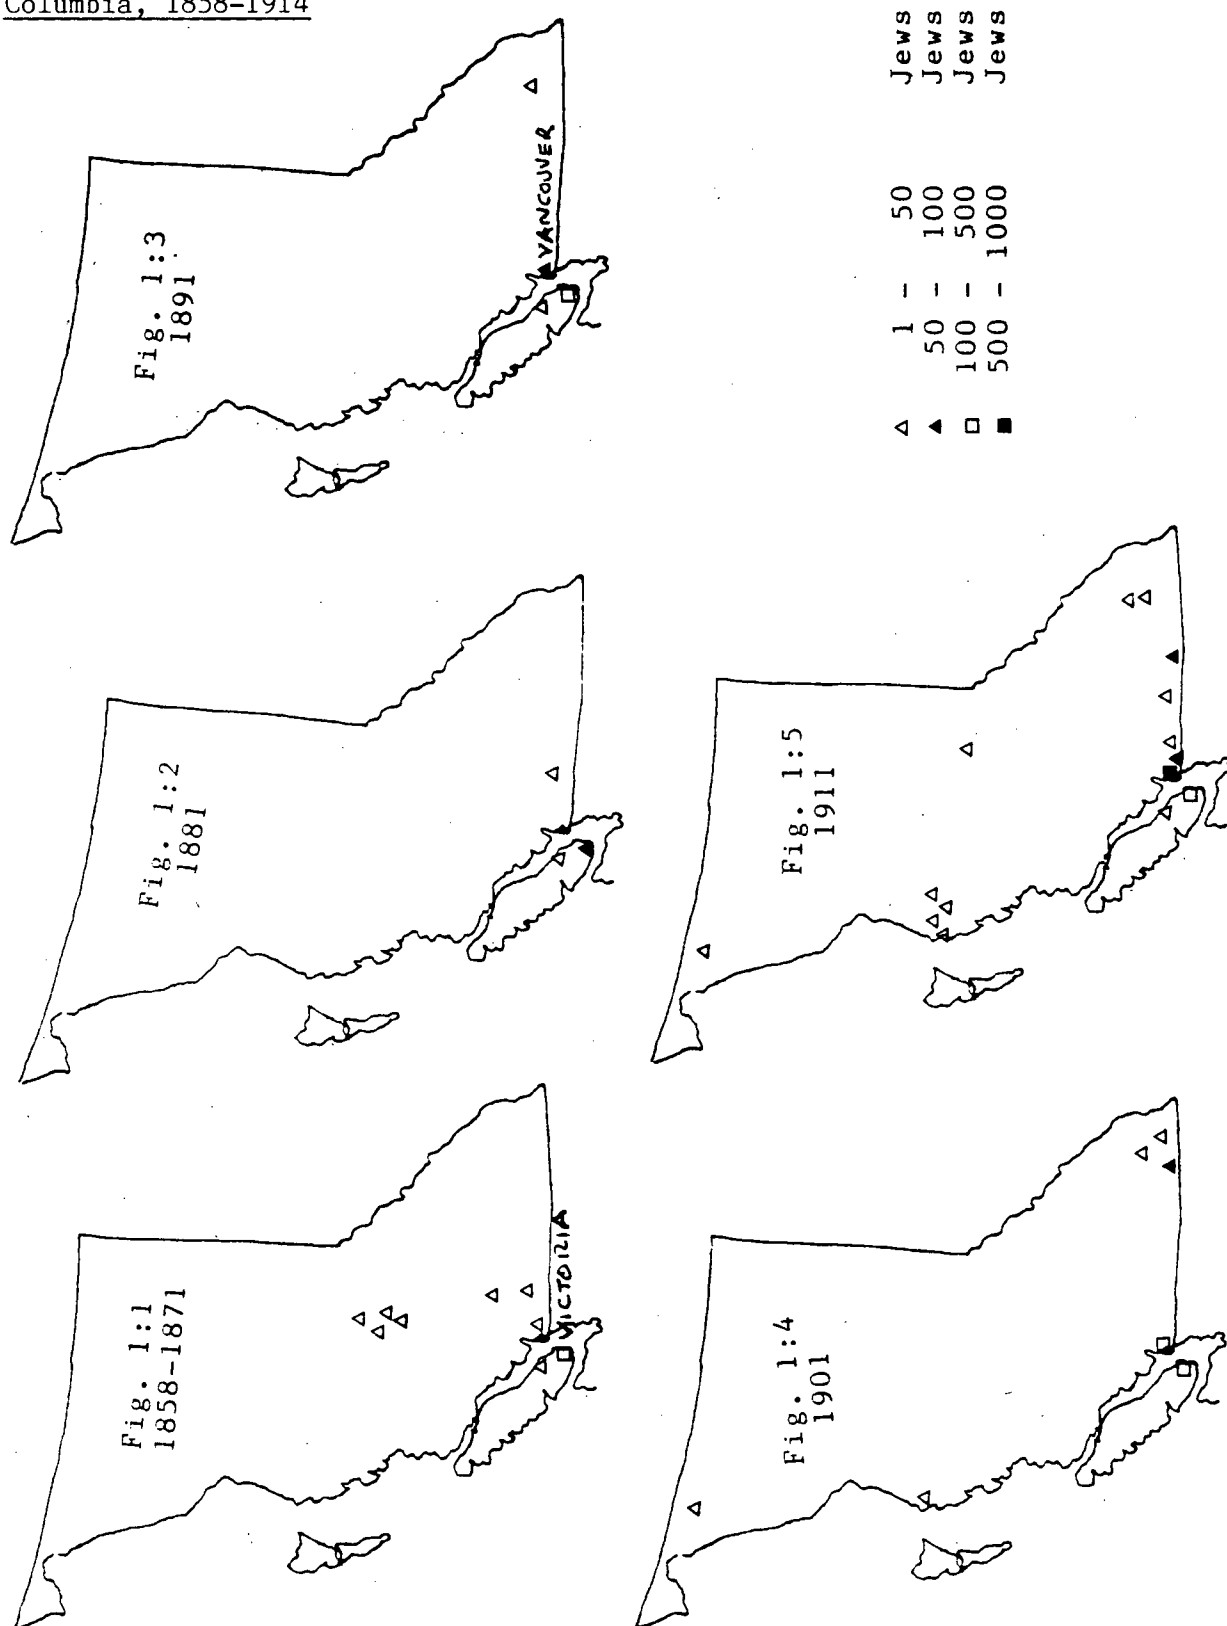 Columbia, 1858-1914
Fig. 1:1
1858-1871
VICTORIA
Fig. 1:2
1881
Fig. 1:3
1891
VANCOUVER
Fig. 1:4
1901
Fig. 1:5
1911
△ 1 - 50 Jews
▲ 50 - 100 Jews
□ 100 - 500 Jews
■ 500 - 1000 Jews